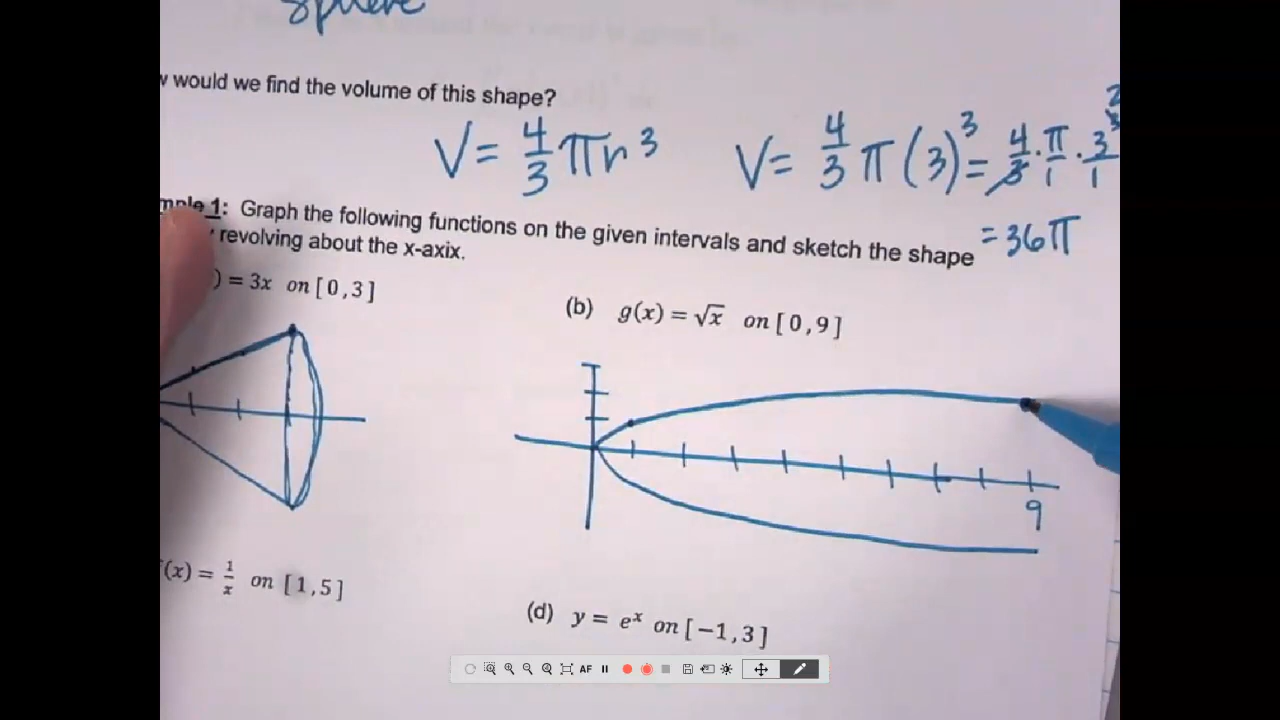 sphere
would we find the volume of this shape?
V = 4/3 πr³ V = 4/3 π (3)³ = 4/3 · π/1 · 3³/1
= 36π
1: Graph the following functions on the given intervals and sketch the shape
revolving about the x-axix.
) = 3x on [0,3]
(b) g(x) = √x on [0,9]
9
(x) = 1/x on [1,5]
(d) y = eˣ on [−1,3]
AF